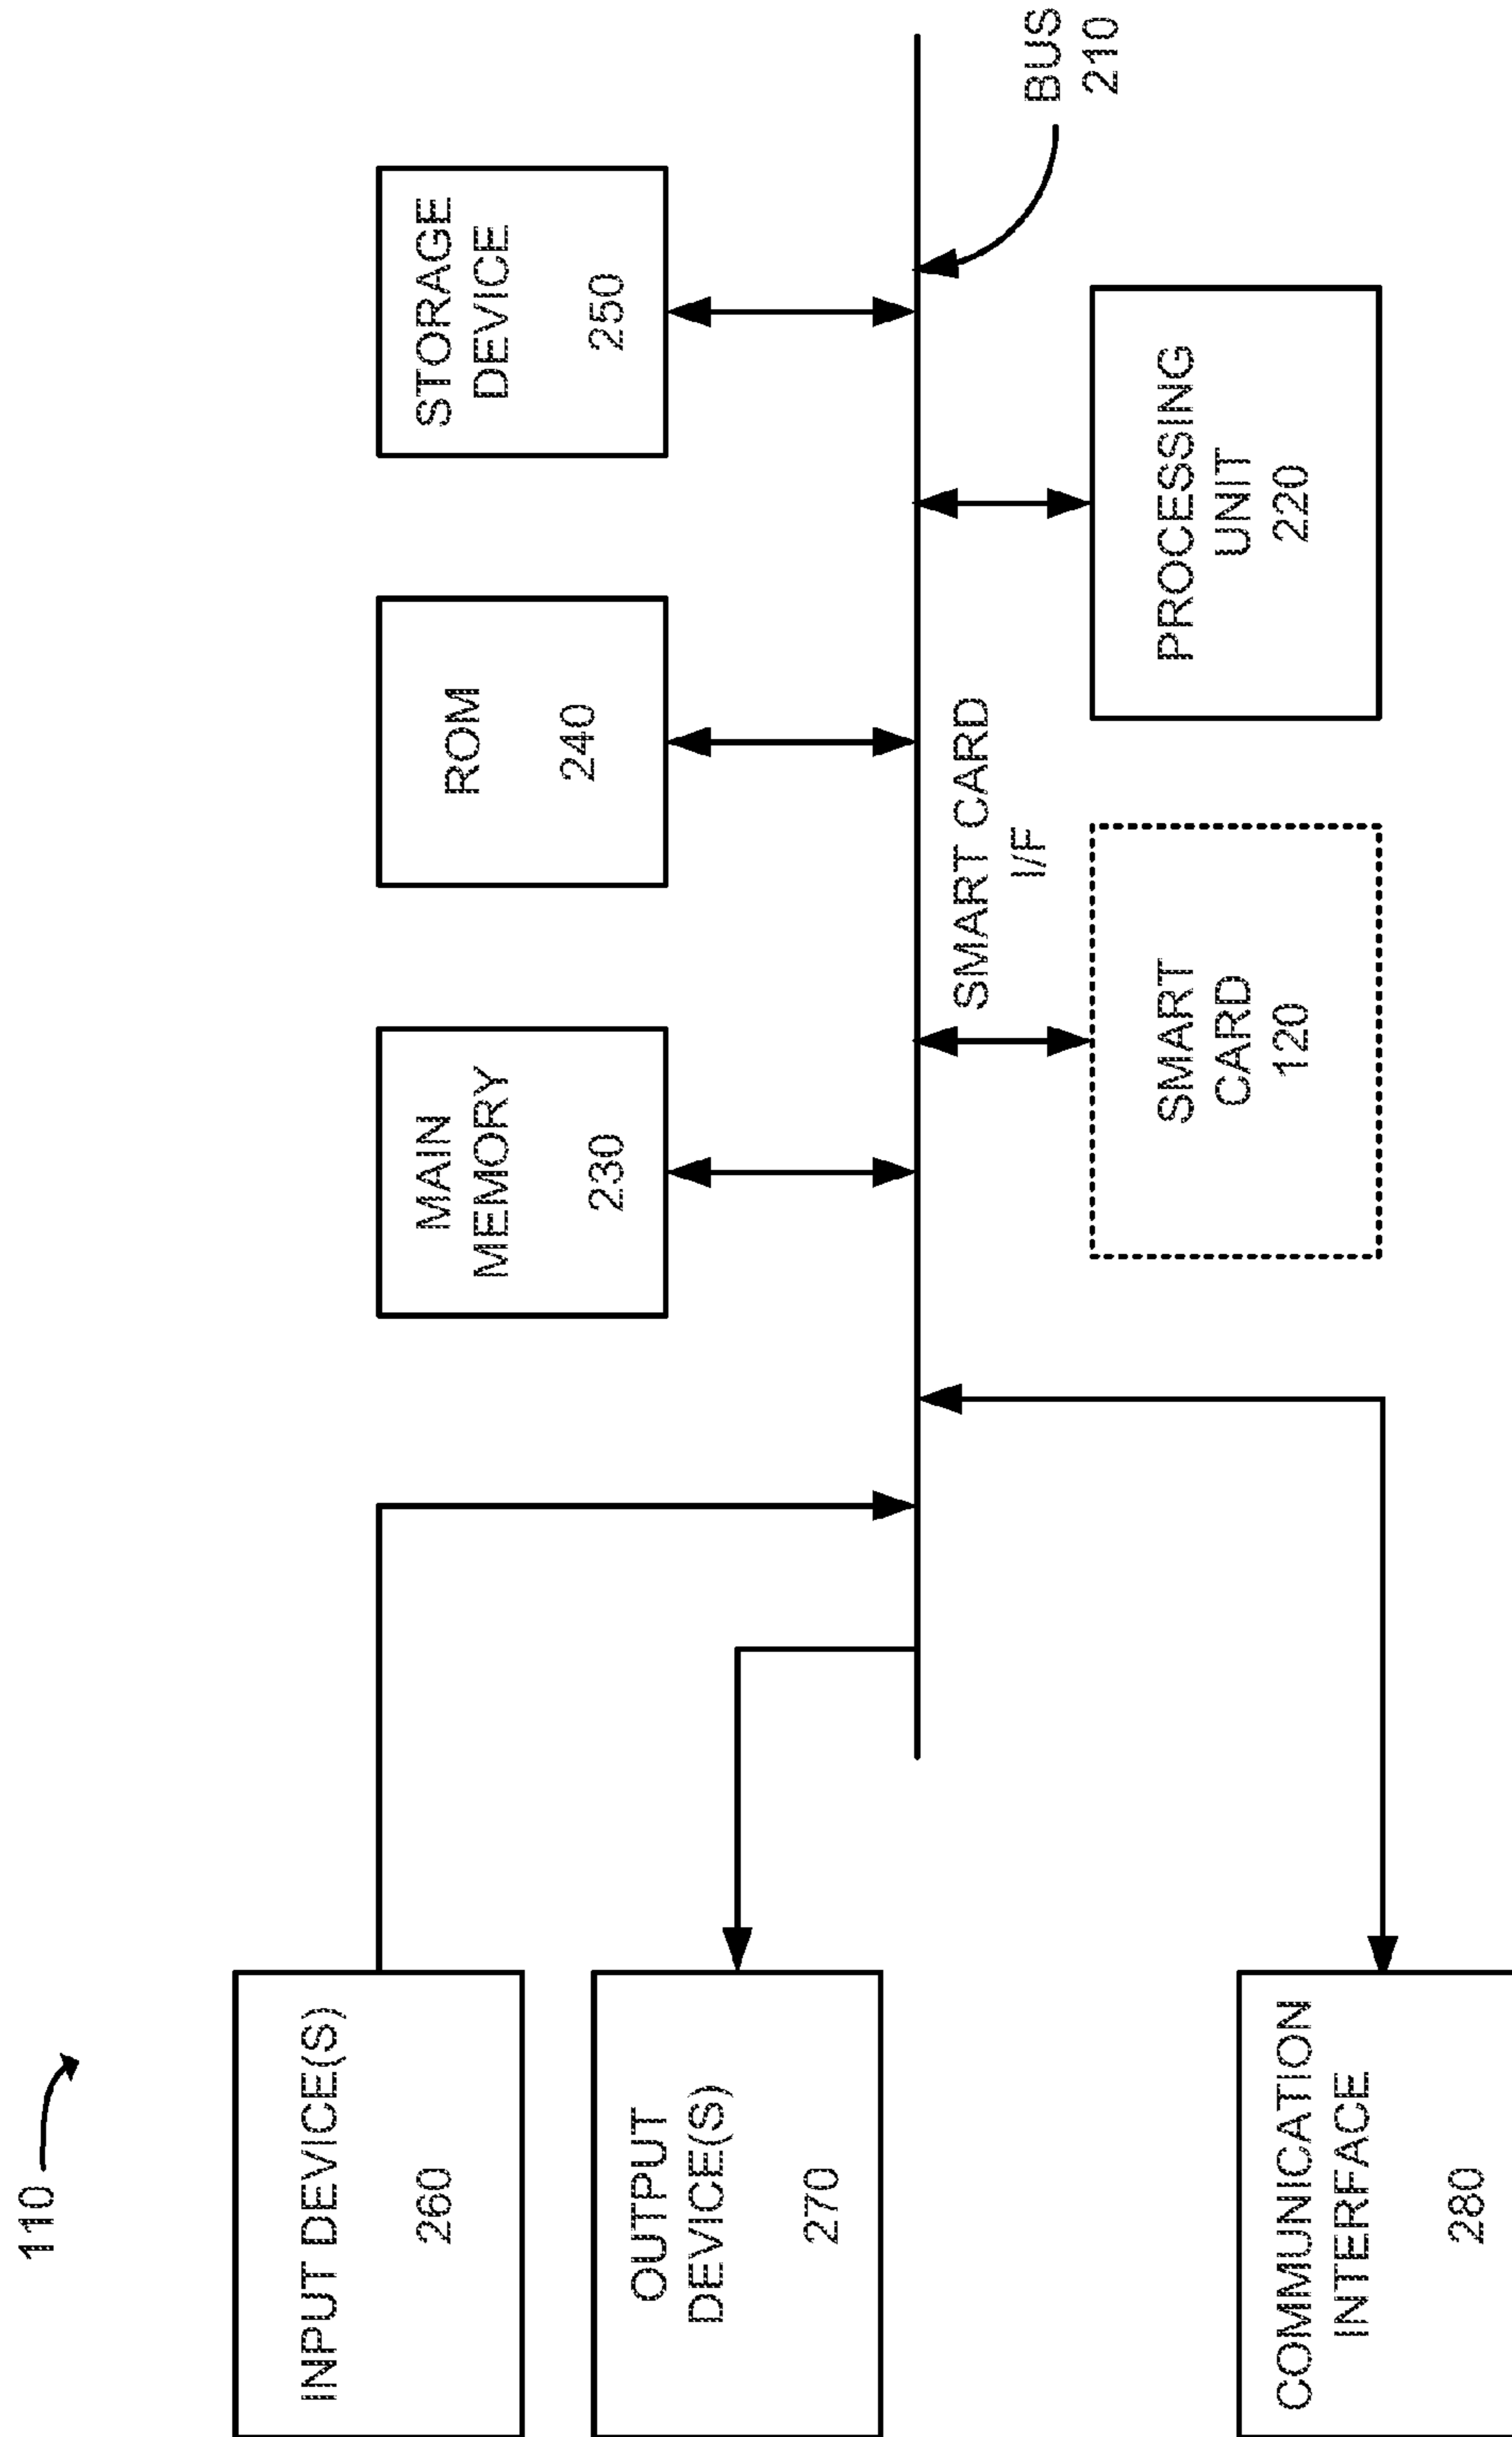 110
INPUT DEVICE(S)
260
OUTPUT
DEVICE(S)
270
COMMUNICATION
INTERFACE
280
MAIN
MEMORY
230
ROM
240
STORAGE
DEVICE
250
SMART CARD
I/F
SMART
CARD
120
PROCESSING
UNIT
220
BUS
210